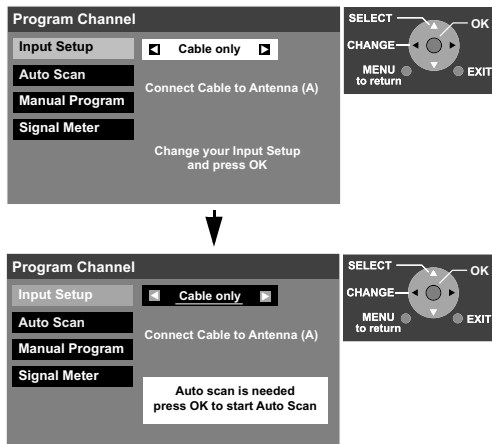 Program Channel
Input Setup
Cable only
Auto Scan
Connect Cable to Antenna (A)
Manual Program
Signal Meter
Change your Input Setup
and press OK
SELECT
OK
CHANGE
MENU
to return
EXIT
Program Channel
Input Setup
Cable only
Auto Scan
Connect Cable to Antenna (A)
Manual Program
Signal Meter
Auto scan is needed
press OK to start Auto Scan
SELECT
OK
CHANGE
MENU
to return
EXIT